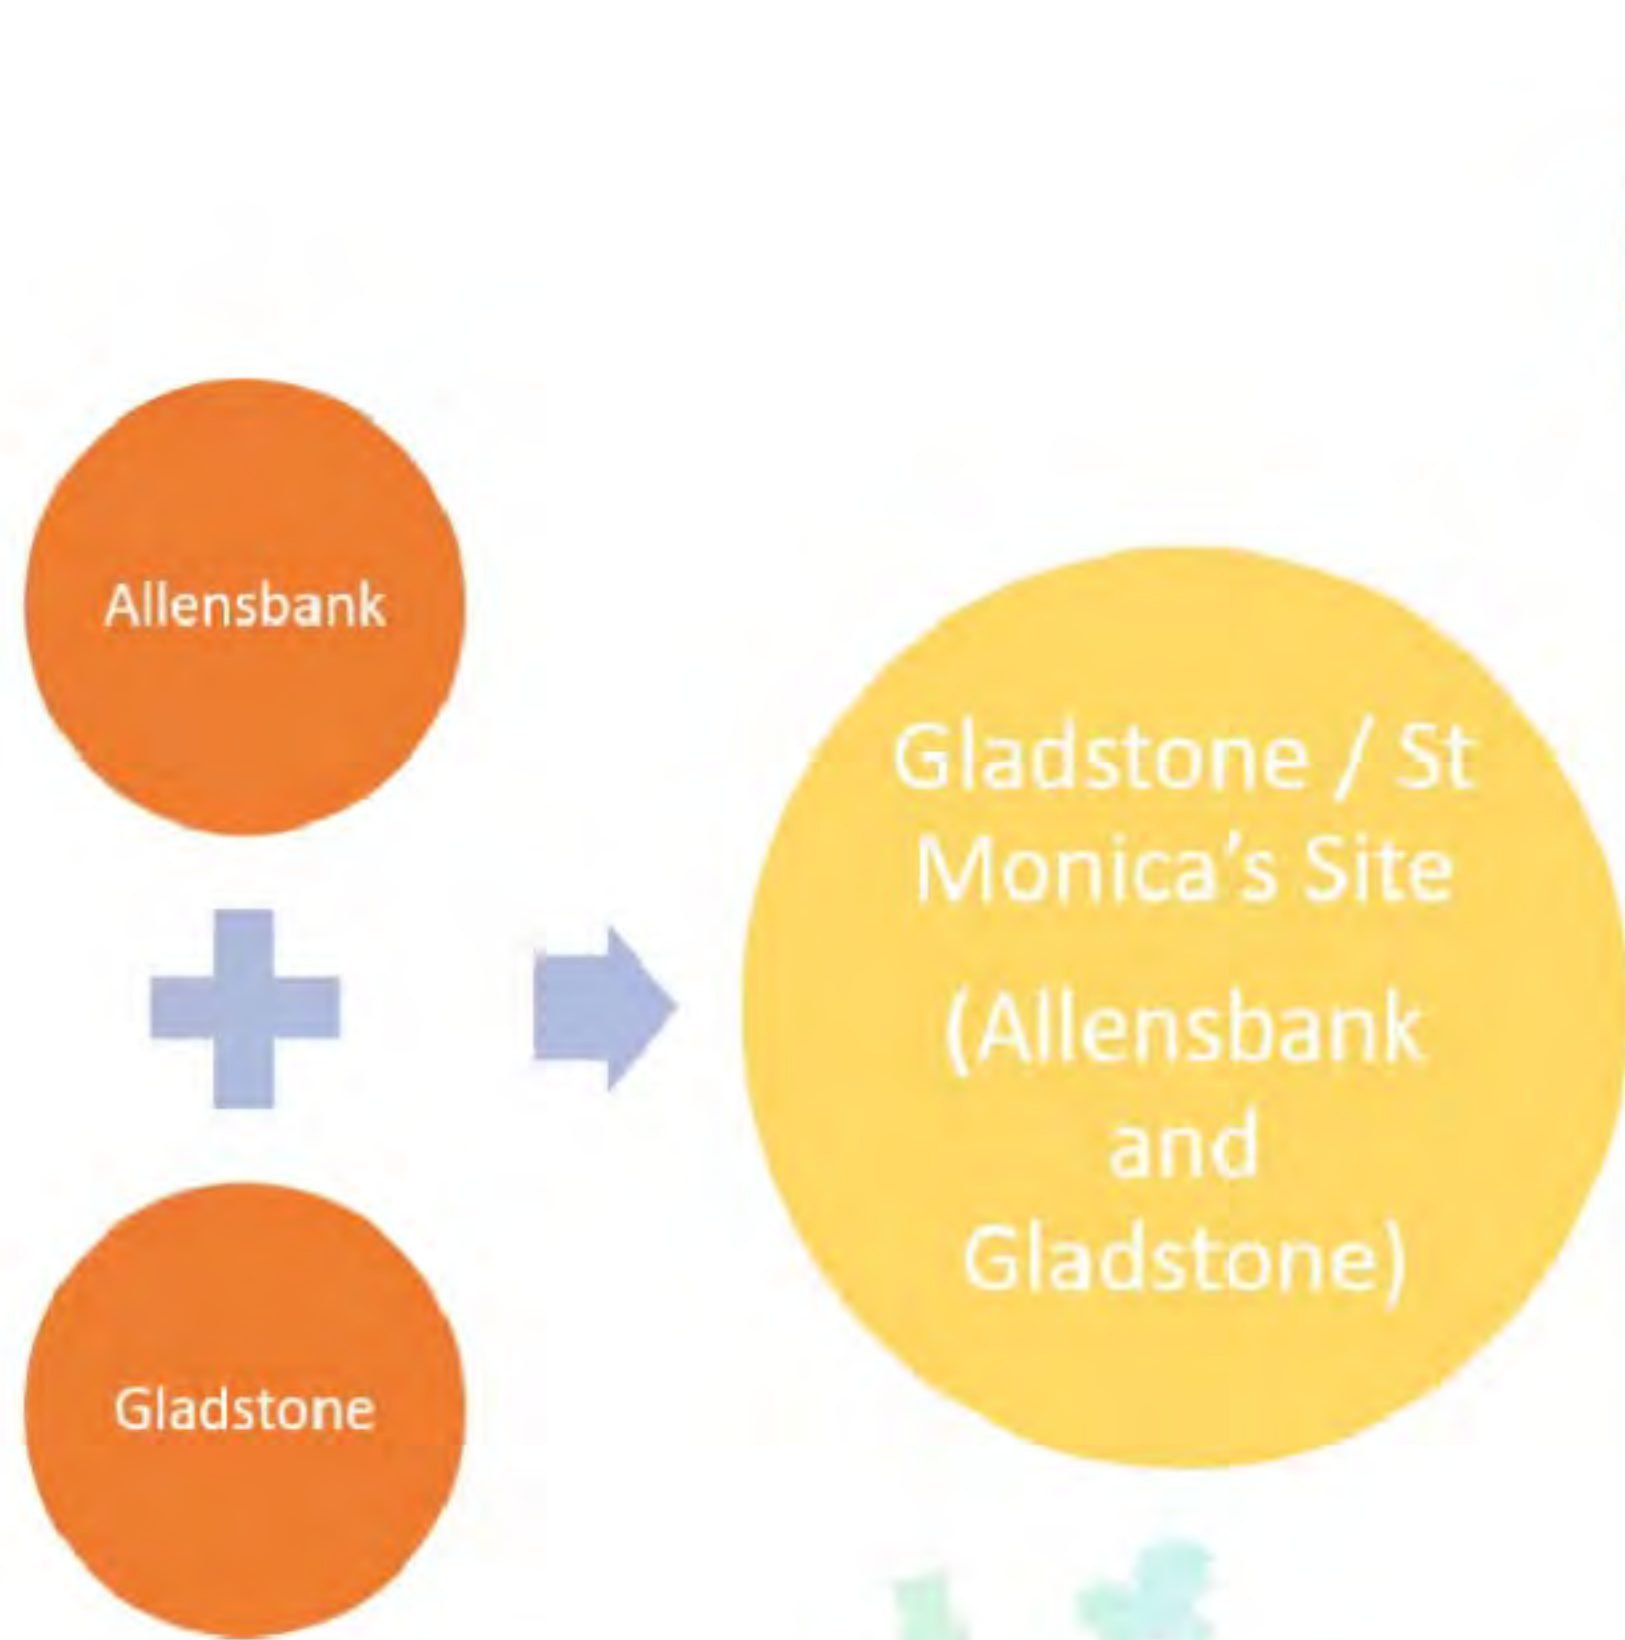 Allensbank
Gladstone
Gladstone / St
Monica’s Site
(Allensbank
and
Gladstone)